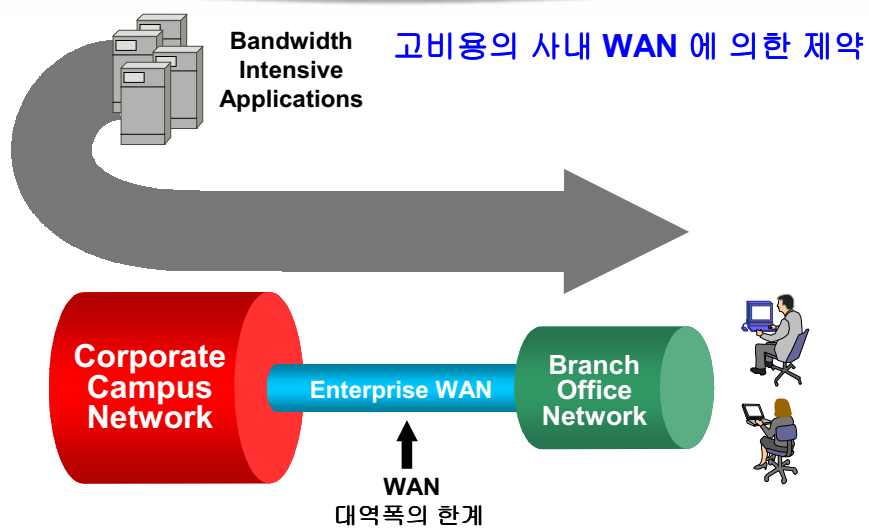 Bandwidth
Intensive
Applications
고비용의 사내 WAN 에 의한 제약
Corporate
Campus
Network
Enterprise WAN
Branch
Office
Network
WAN
대역폭의 한계